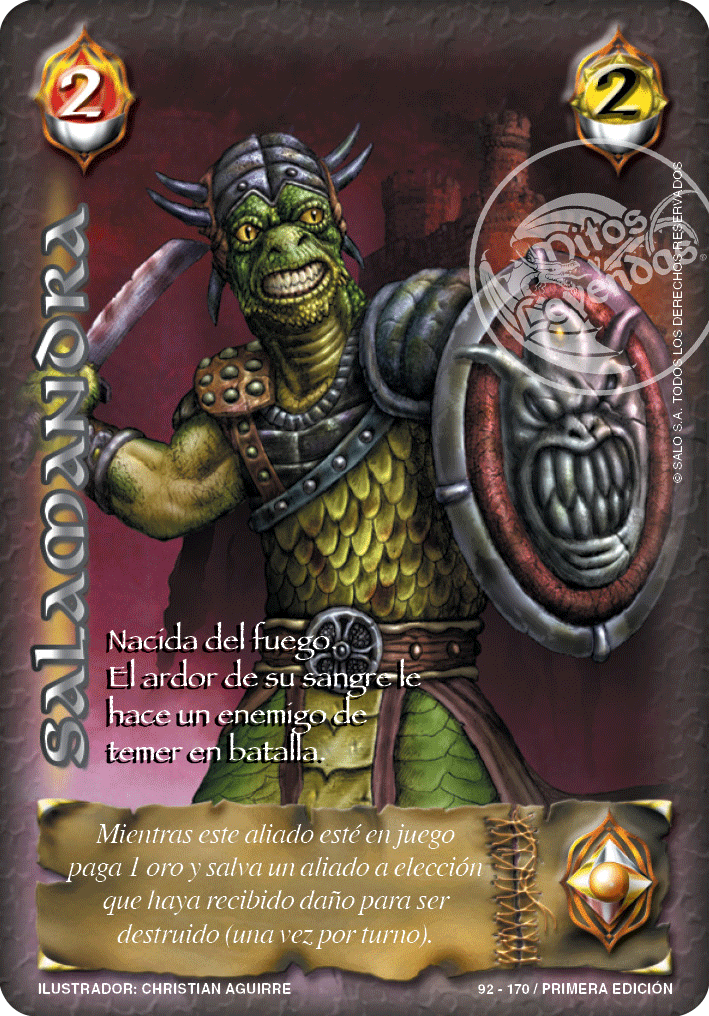 2
2
SALAMANDRA
Mitos
y Leyendas
®
© SALO S.A. TODOS LOS DERECHOS RESERVADOS
Nacida del fuego.
El ardor de su sangre le
hace un enemigo de
temer en batalla.
Mientras este aliado esté en juego
paga 1 oro y salva un aliado a elección
que haya recibido daño para ser
destruido (una vez por turno).
ILUSTRADOR: CHRISTIAN AGUIRRE
92 - 170 / PRIMERA EDICIÓN